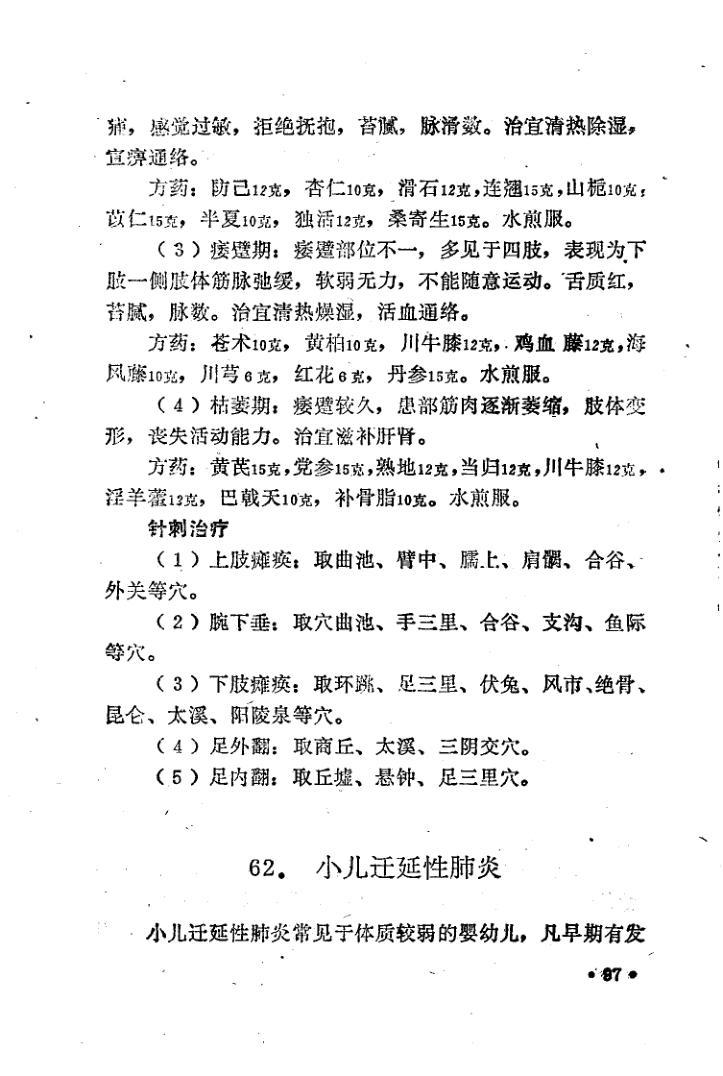 痛，感觉过敏，拒绝抚抱，苔腻，脉滑数。治宜清热除湿，
宣痹通络。
方药：防己12克，杏仁10克，滑石12克，连翘15克，山栀10克，
苡仁15克，半夏10克，独活12克，桑寄生15克。水煎服。
（3）痿躄期：痿躄部位不一，多见于四肢，表现为下
肢一侧肢体筋脉弛缓，软弱无力，不能随意运动。舌质红，
苔腻，脉数。治宜清热燥湿，活血通络。
方药：苍术10克，黄柏10克，川牛膝12克，鸡血藤12克，海
风藤10克，川芎6克，红花6克，丹参15克。水煎服。
（4）枯萎期：痿躄较久，患部筋肉逐渐萎缩，肢体变
形，丧失活动能力。治宜滋补肝肾。
方药：黄芪15克，党参15克，熟地12克，当归12克，川牛膝12克，
淫羊藿12克，巴戟天10克，补骨脂10克。水煎服。
针刺治疗
（1）上肢瘫痪：取曲池、臂中、臑上、肩髃、合谷、
外关等穴。
（2）腕下垂：取穴曲池、手三里、合谷、支沟、鱼际
等穴。
（3）下肢瘫痪：取环跳、足三里、伏兔、风市、绝骨、
昆仑、太溪、阳陵泉等穴。
（4）足外翻：取商丘、太溪、三阴交穴。
（5）足内翻：取丘墟、悬钟、足三里穴。
62．小儿迁延性肺炎
小儿迁延性肺炎常见于体质较弱的婴幼儿，凡早期有发
•97•